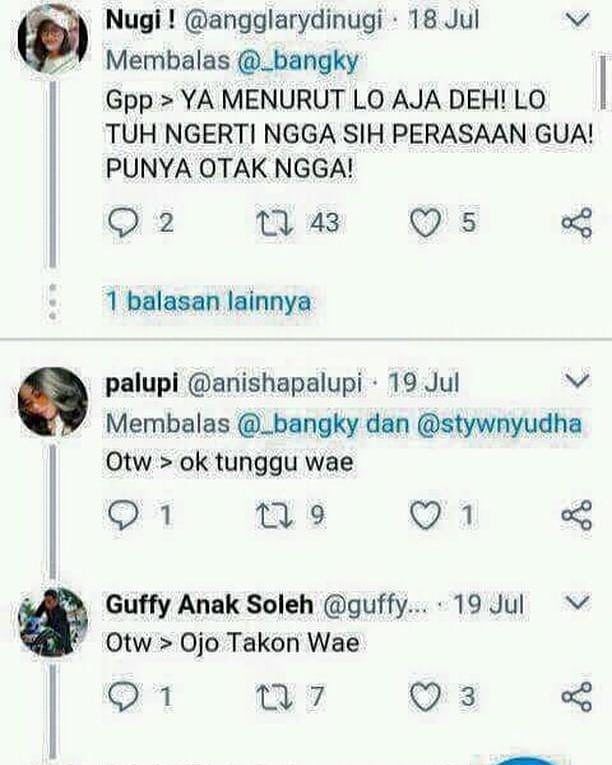 Nugi ! @angglarydinugi · 18 Jul
Membalas @_bangky
Gpp > YA MENURUT LO AJA DEH! LO
TUH NGERTI NGGA SIH PERASAAN GUA!
PUNYA OTAK NGGA!
2 43 5
1 balasan lainnya
palupi @anishapalupi · 19 Jul
Membalas @_bangky dan @stywnyudha
Otw > ok tunggu wae
1 9 1
Guffy Anak Soleh @guffy... · 19 Jul
Otw > Ojo Takon Wae
1 7 3